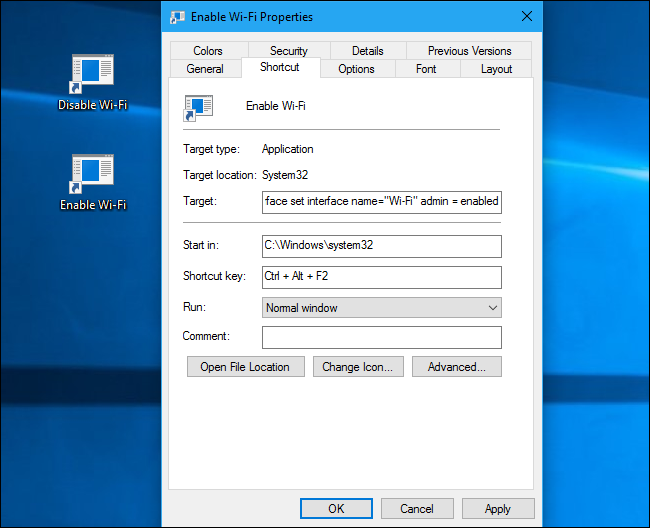 Disable Wi-Fi
Enable Wi-Fi
Enable Wi-Fi Properties
Colors Security Details Previous Versions
General Shortcut Options Font Layout
Enable Wi-Fi
Target type: Application
Target location: System32
Target: face set interface name="Wi-Fi" admin = enabled
Start in: C:\Windows\system32
Shortcut key: Ctrl + Alt + F2
Run: Normal window
Comment:
Open File Location Change Icon... Advanced...
OK Cancel Apply